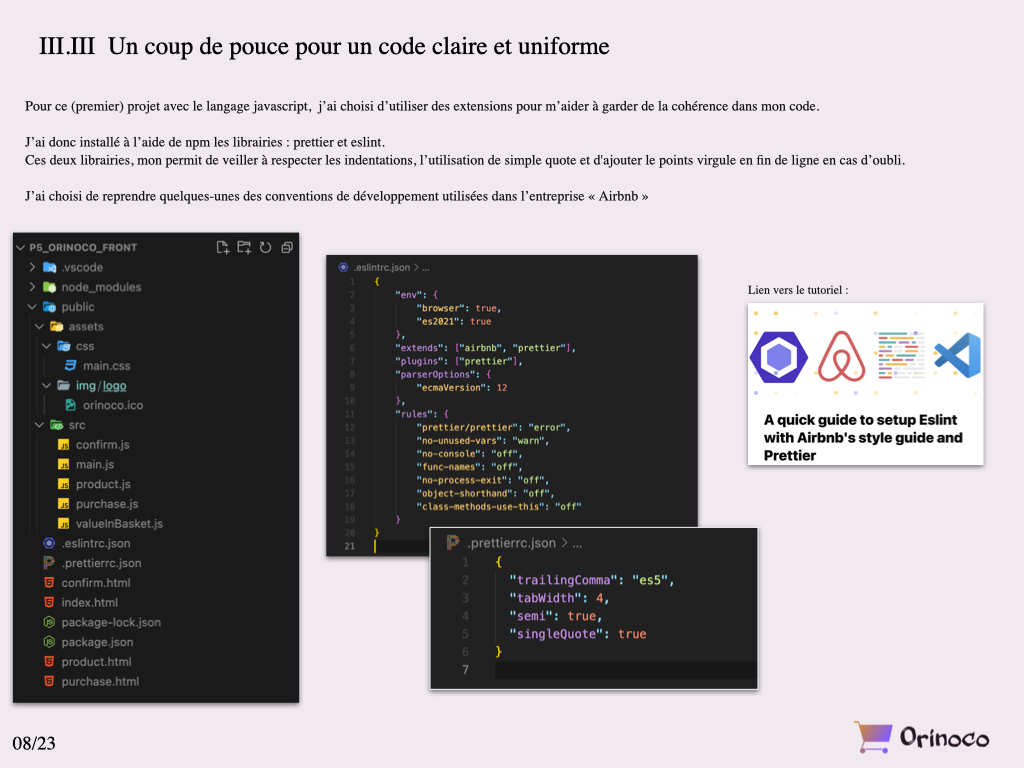 III.III Un coup de pouce pour un code claire et uniforme
Pour ce (premier) projet avec le langage javascript, j’ai choisi d’utiliser des extensions pour m’aider à garder de la cohérence dans mon code.
J’ai donc installé à l’aide de npm les librairies : prettier et eslint.
Ces deux librairies, mon permit de veiller à respecter les indentations, l’utilisation de simple quote et d'ajouter le points virgule en fin de ligne en cas d’oubli.
J’ai choisi de reprendre quelques-unes des conventions de développement utilisées dans l’entreprise « Airbnb »
P5_ORINOCO_FRONT
.vscode
node_modules
public
assets
css
main.css
img/logo
orinoco.ico
src
confirm.js
main.js
product.js
purchase.js
valueInBasket.js
.eslintrc.json
.prettierrc.json
confirm.html
index.html
package-lock.json
package.json
product.html
purchase.html
.eslintrc.json > ...
1 {
2 "env": {
3 "browser": true,
4 "es2021": true
5 },
6 "extends": ["airbnb", "prettier"],
7 "plugins": ["prettier"],
8 "parserOptions": {
9 "ecmaVersion": 12
10 },
11 "rules": {
12 "prettier/prettier": "error",
13 "no-unused-vars": "warn",
14 "no-console": "off",
15 "func-names": "off",
16 "no-process-exit": "off",
17 "object-shorthand": "off",
18 "class-methods-use-this": "off"
19 }
20 }
21
.prettierrc.json > ...
1 {
2 "trailingComma": "es5",
3 "tabWidth": 4,
4 "semi": true,
5 "singleQuote": true
6 }
7
Lien vers le tutoriel :
A quick guide to setup Eslint
with Airbnb's style guide and
Prettier
08/23
Orinoco